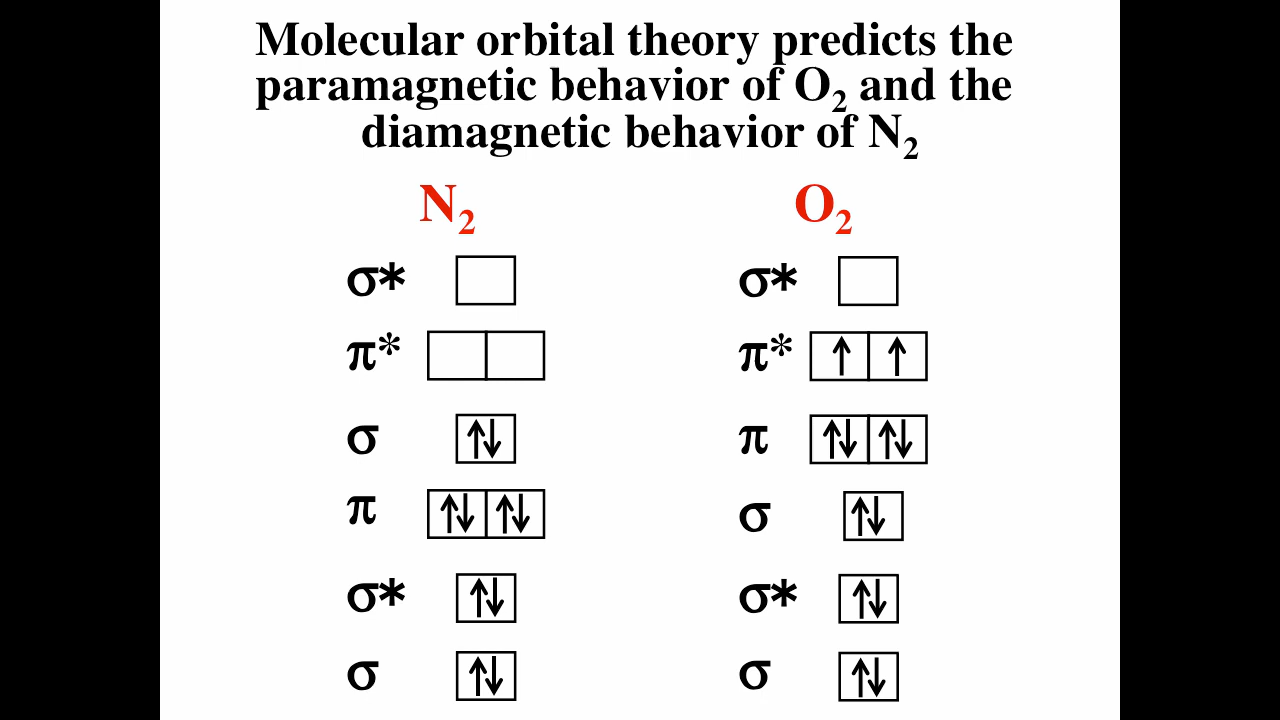 Molecular orbital theory predicts the
paramagnetic behavior of O₂ and the
diamagnetic behavior of N₂
N₂ O₂
σ* σ*
π* ↑ π* ↑
σ ↑↓ π ↑↓ ↑↓
π ↑↓ ↑↓ σ ↑↓
σ* ↑↓ σ* ↑↓
σ ↑↓ σ ↑↓